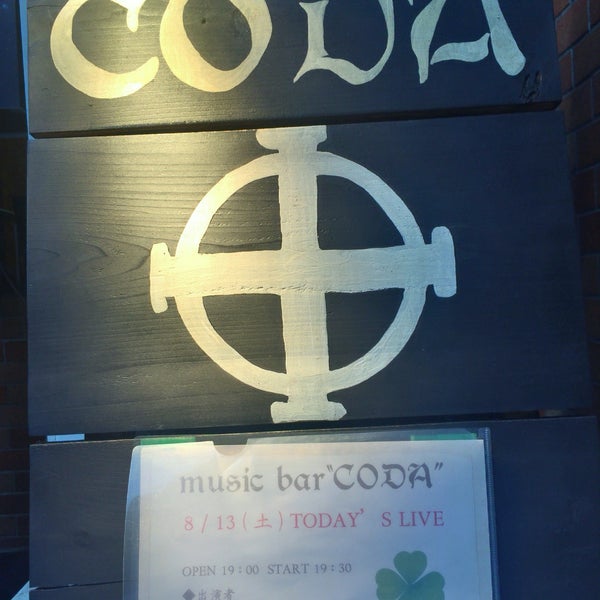 CODA
music bar "CODA"
8 / 13 (土) TODAY' S LIVE
OPEN 19:00 START 19:30
◆出演者